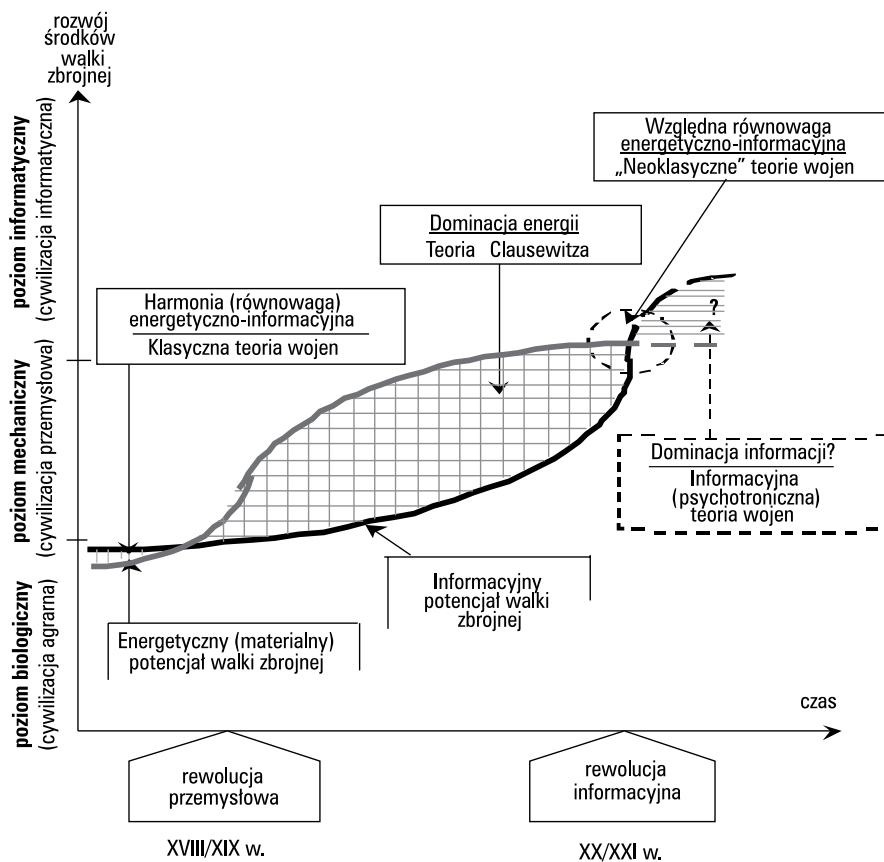 rozwój
środków
walki
zbrojnej
poziom informatyczny
(cywilizacja informatyczna)
poziom mechaniczny
(cywilizacja przemysłowa)
poziom biologiczny
(cywilizacja agrarna)
Względna równowaga
energetyczno-informacyjna
„Neoklasyczne” teorie wojen
Dominacja energii
Teoria Clausewitza
Harmonia (równowaga)
energetyczno-informacyjna
Klasyczna teoria wojen
?
Dominacja informacji?
Informacyjna
(psychotroniczna)
teoria wojen
Informacyjny
potencjał walki
zbrojnej
Energetyczny (materialny)
potencjał walki zbrojnej
czas
rewolucja
przemysłowa
rewolucja
informacyjna
XVIII/XIX w.
XX/XXI w.